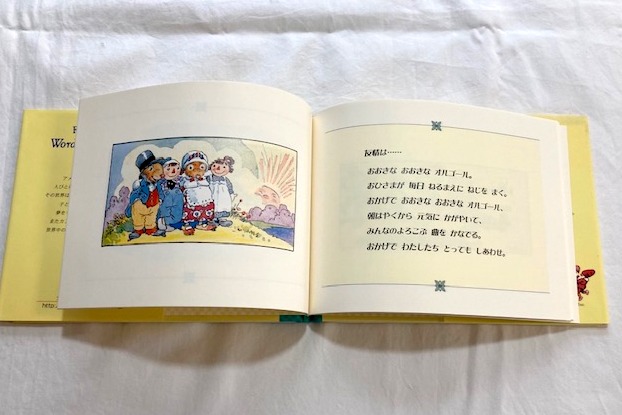 Word
友情は……
おおきな おおきな オルゴール。
おひさまが 毎日 ねるまえに ねじを まく。
おかげで おおきな おおきな オルゴール、
朝はやくから 元気に かがやいて、
みんなのよろこぶ 曲を かなでる。
おかげで わたしたち とっても しあわせ。